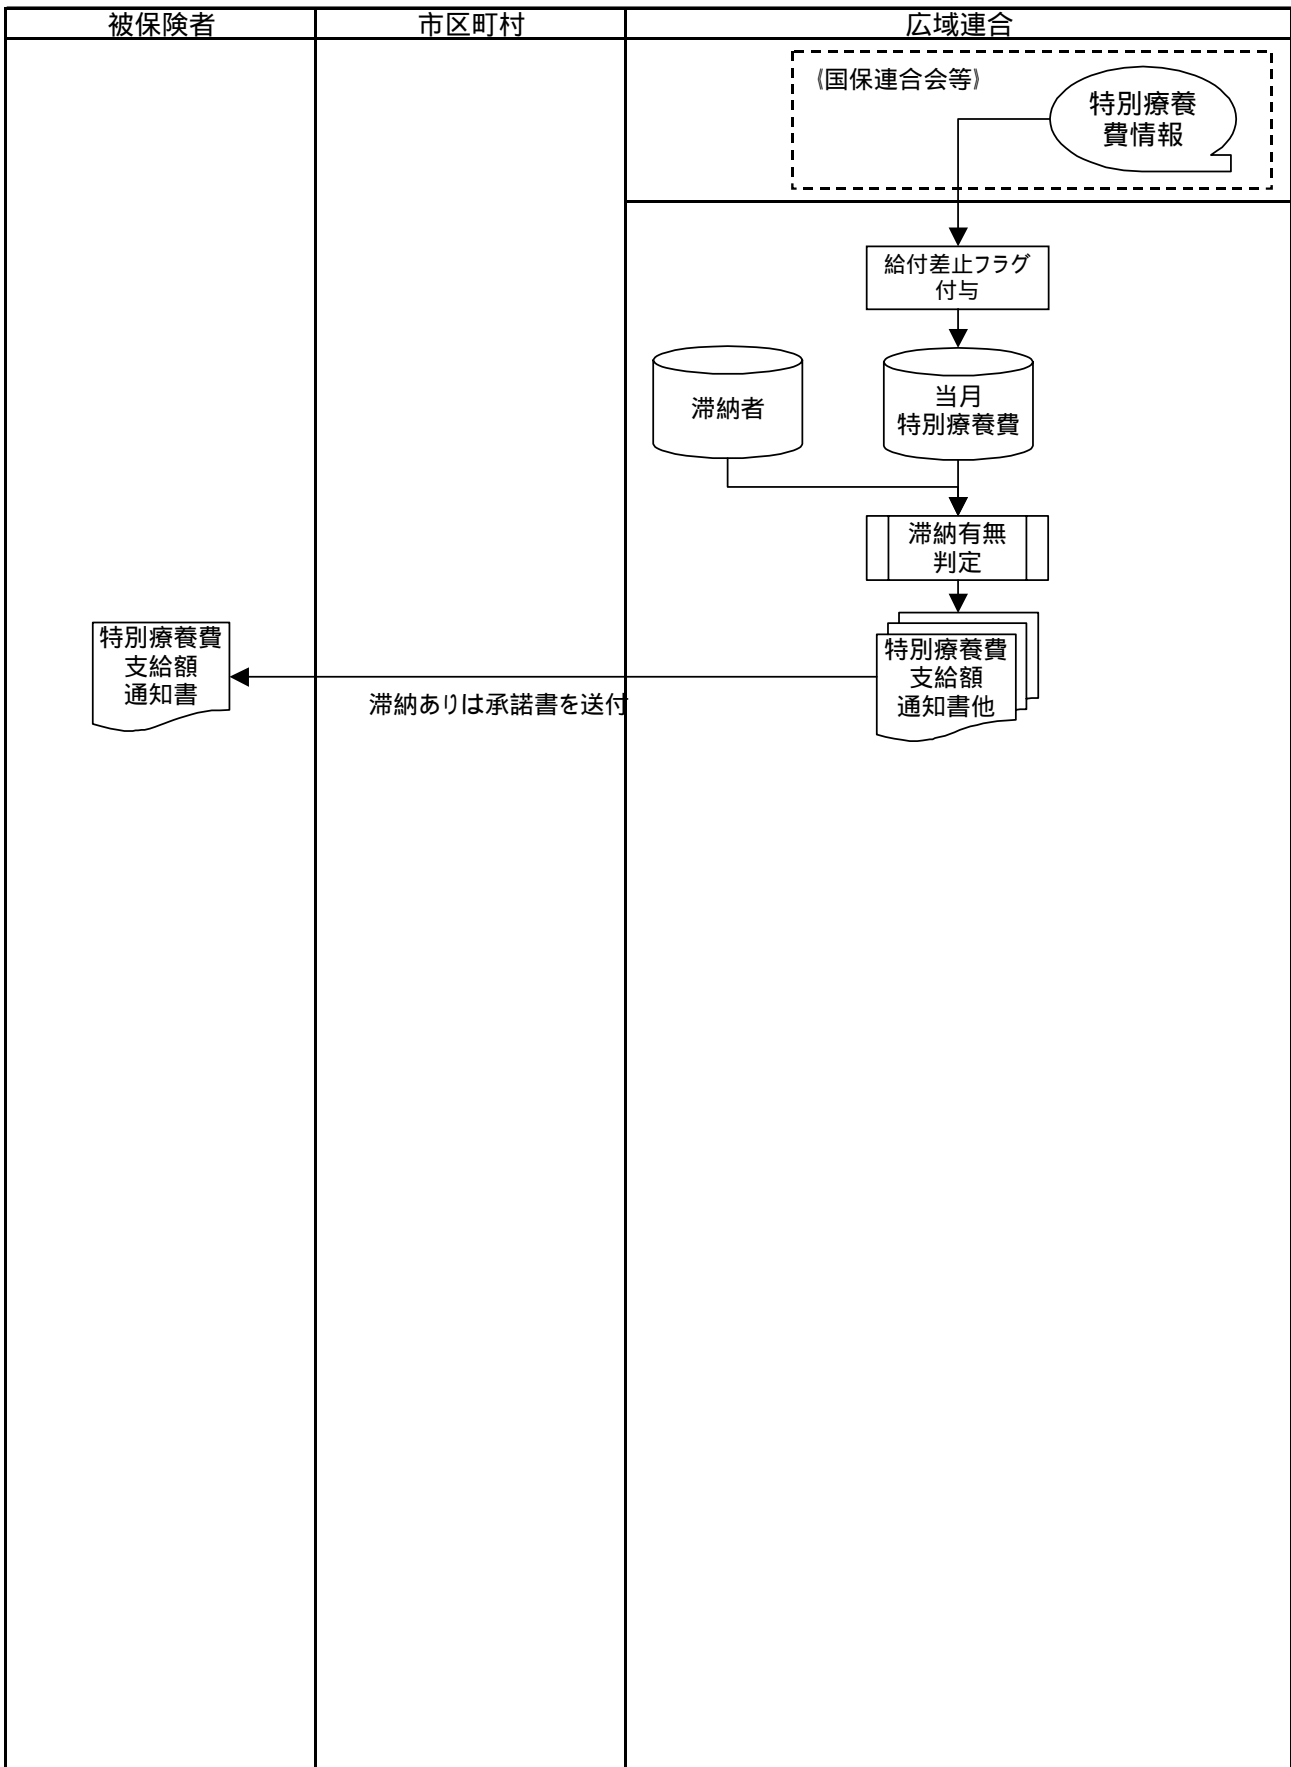 被保険者
市区町村
広域連合
《国保連合会等》
特別療養
費情報
給付差止フラグ
付与
滞納者
当月
特別療養費
滞納有無
判定
特別療養費
支給額
通知書
滞納ありは承諾書を送付
特別療養費
支給額
通知書他